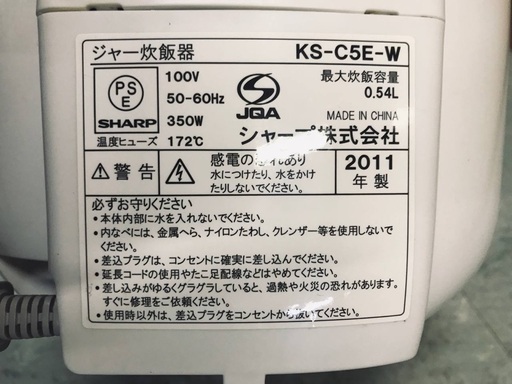 ジャー炊飯器 KS-C5E-W
PS
E
SHARP
100V
50-60Hz
350W
温度ヒューズ 172℃
JQA
最大炊飯容量
0.54L
MADE IN CHINA
シャープ株式会社
警告
感電の恐れあり
水につけたり、水をかけ
たりしないでください。
2011
年製
必ずお守りください
・本体内部に水を入れないでください。
・内なべには、金属へら、ナイロンたわし、クレンザー等を使用しないで
ください。
・差込プラグは、コンセントに確実に差し込んでください。
・延長コードの使用やたこ足配線などはやめてください。
・差し込みがゆるくグラグラしていると、過熱や火災の恐れがあります。
すぐに修理をご依頼ください。
・使用時以外は、差込プラグをコンセントから抜いてください。